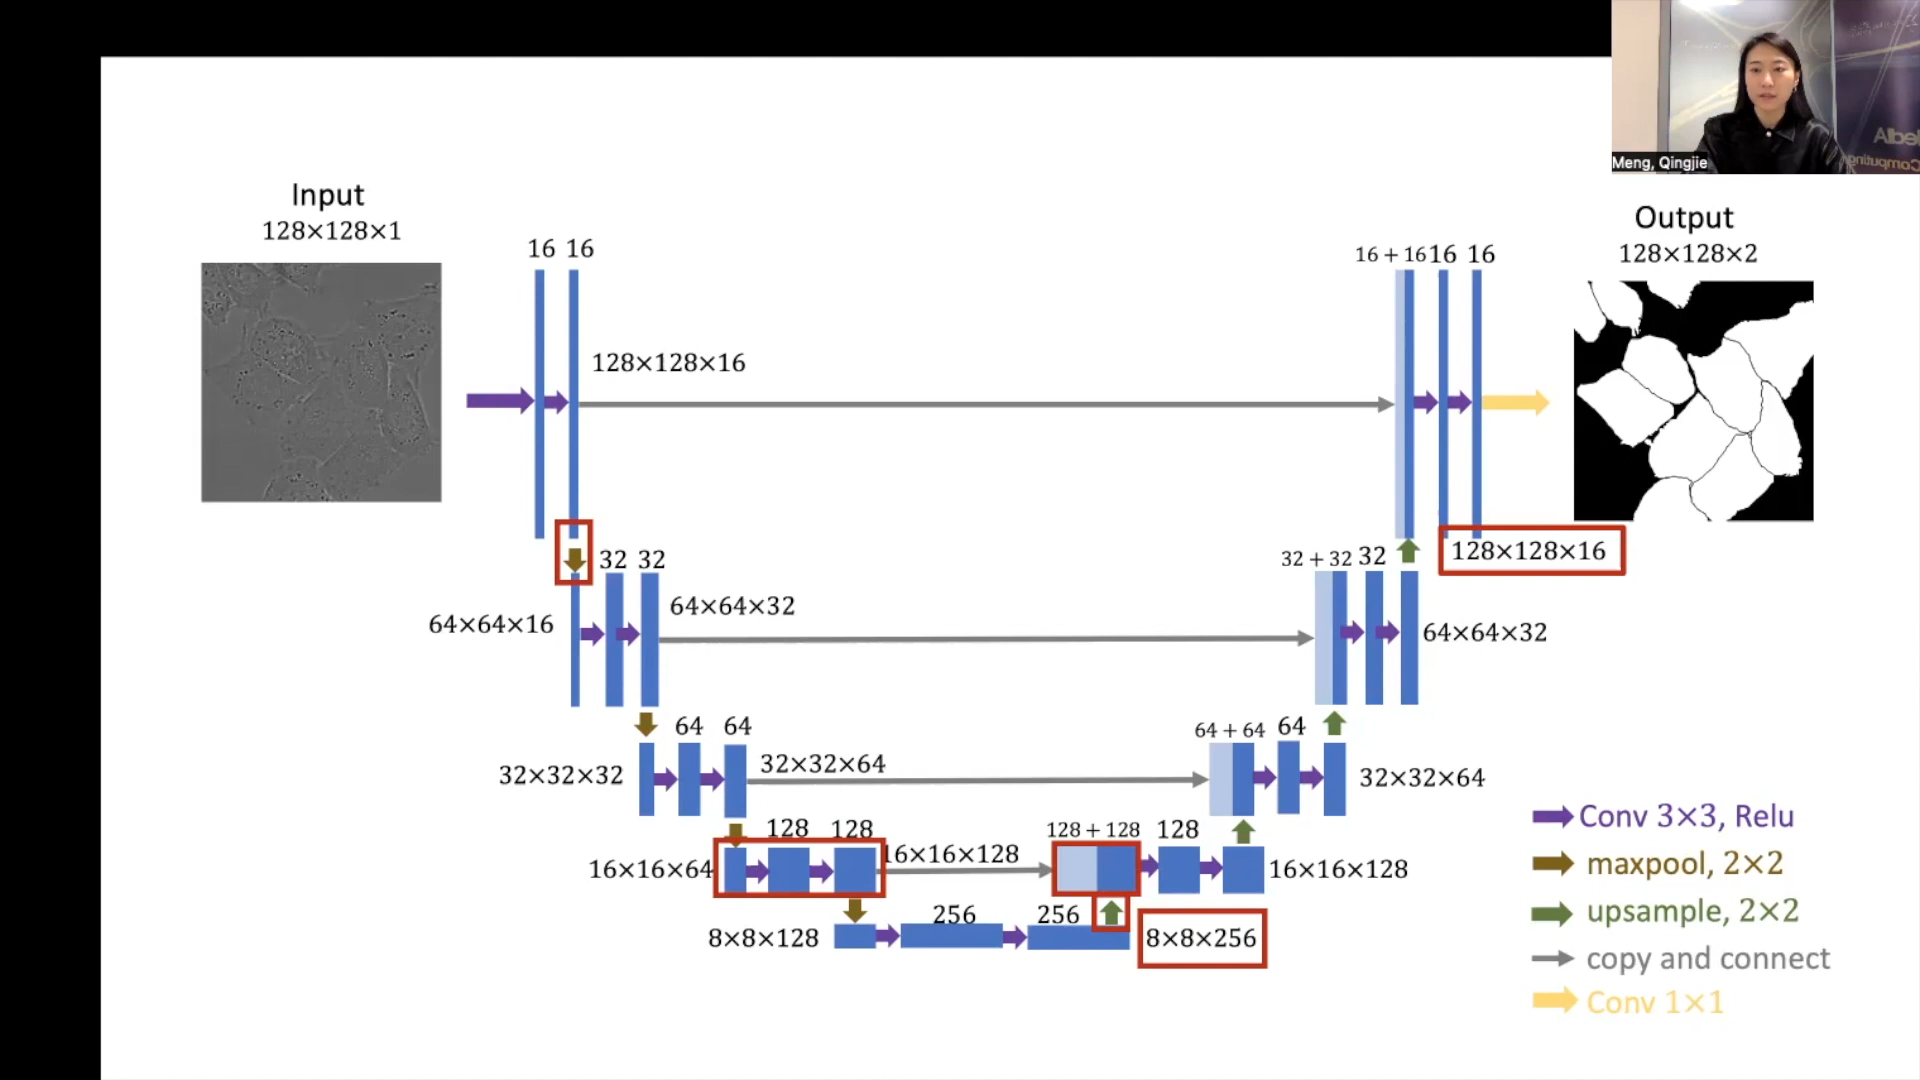 Meng, Qingjie
Input
128×128×1
Output
128×128×2
16 16
16 + 16 16 16
128×128×16
128×128×16
32 32
32 + 32 32
64×64×16
64×64×32
64×64×32
64 64
64 + 64 64
32×32×32
32×32×64
32×32×64
128 128
128 + 128 128
16×16×64
16×16×128
16×16×128
256 256
8×8×128
8×8×256
Conv 3×3, Relu
maxpool, 2×2
upsample, 2×2
copy and connect
Conv 1×1